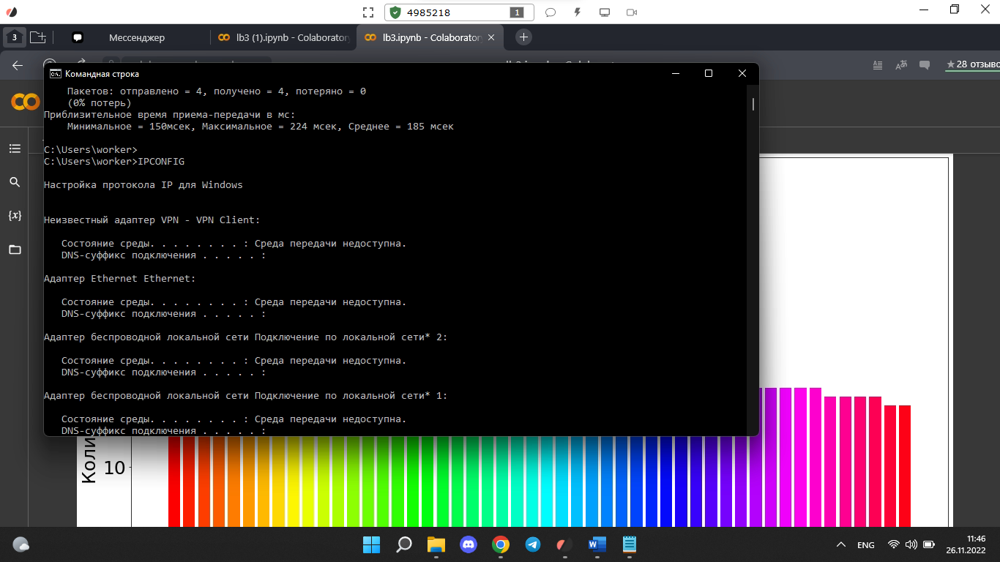 4985218
1
3
Мессенджер
lb3 (1).ipynb - Colaborator
lb3.ipynb - Colaborator
28 отзыво
Командная строка
Пакетов: отправлено = 4, получено = 4, потеряно = 0
(0% потерь)
Приблизительное время приема-передачи в мс:
Минимальное = 150мсек, Максимальное = 224 мсек, Среднее = 185 мсек
C:\Users\worker>
C:\Users\worker>IPCONFIG
Настройка протокола IP для Windows
Неизвестный адаптер VPN - VPN Client:
Состояние среды. . . . . . . . : Среда передачи недоступна.
DNS-суффикс подключения . . . . . :
Адаптер Ethernet Ethernet:
Состояние среды. . . . . . . . : Среда передачи недоступна.
DNS-суффикс подключения . . . . . :
Адаптер беспроводной локальной сети Подключение по локальной сети* 2:
Состояние среды. . . . . . . . : Среда передачи недоступна.
DNS-суффикс подключения . . . . . :
Адаптер беспроводной локальной сети Подключение по локальной сети* 1:
Состояние среды. . . . . . . . : Среда передачи недоступна.
DNS-суффикс подключения . . . . . :
{x}
Коли
10
ENG
11:46
26.11.2022